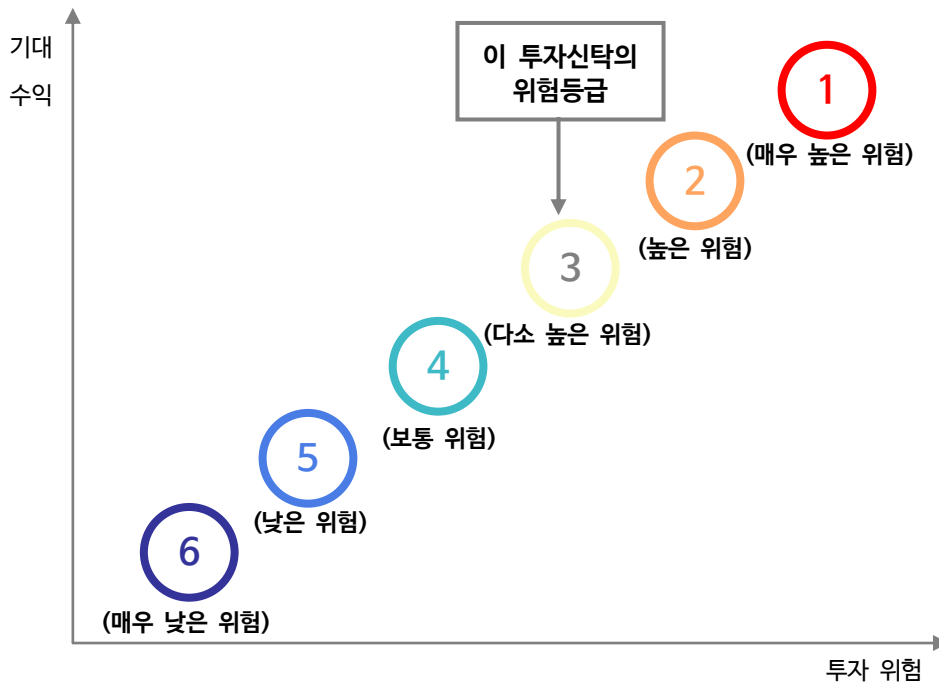 기대
수익
이 투자신탁의
위험등급
1
(매우 높은 위험)
2
(높은 위험)
3
(다소 높은 위험)
4
(보통 위험)
5
(낮은 위험)
6
(매우 낮은 위험)
투자 위험